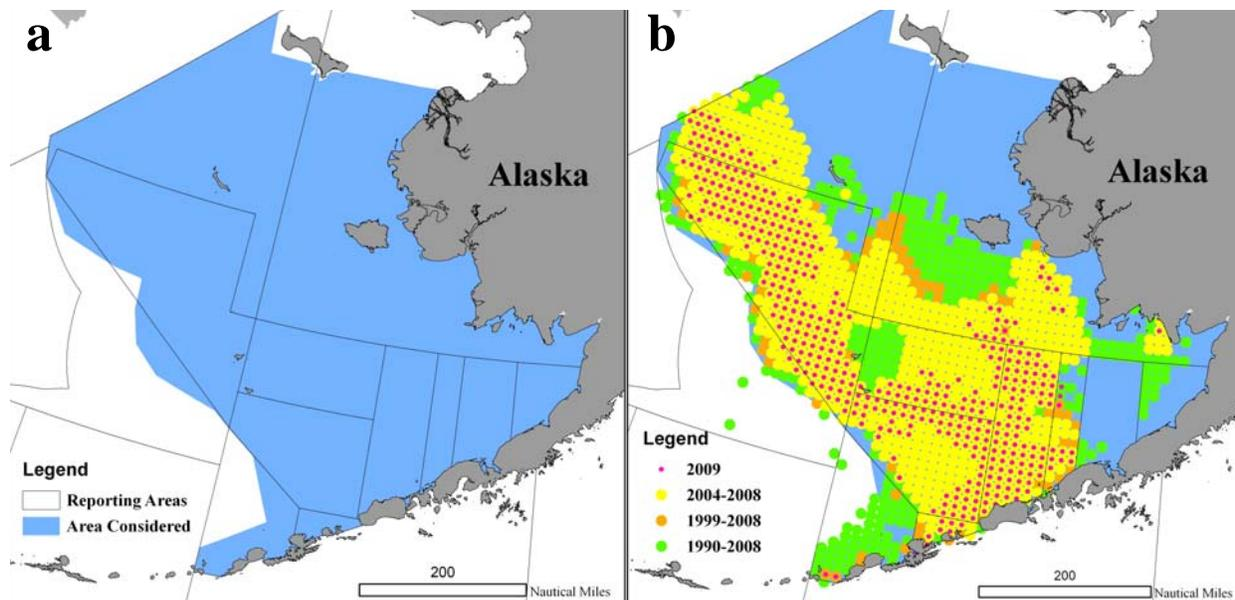 a
Alaska
Legend
Reporting Areas
Area Considered
200
Nautical Miles
b
Alaska
Legend
2009
2004-2008
1999-2008
1990-2008
200
Nautical Miles